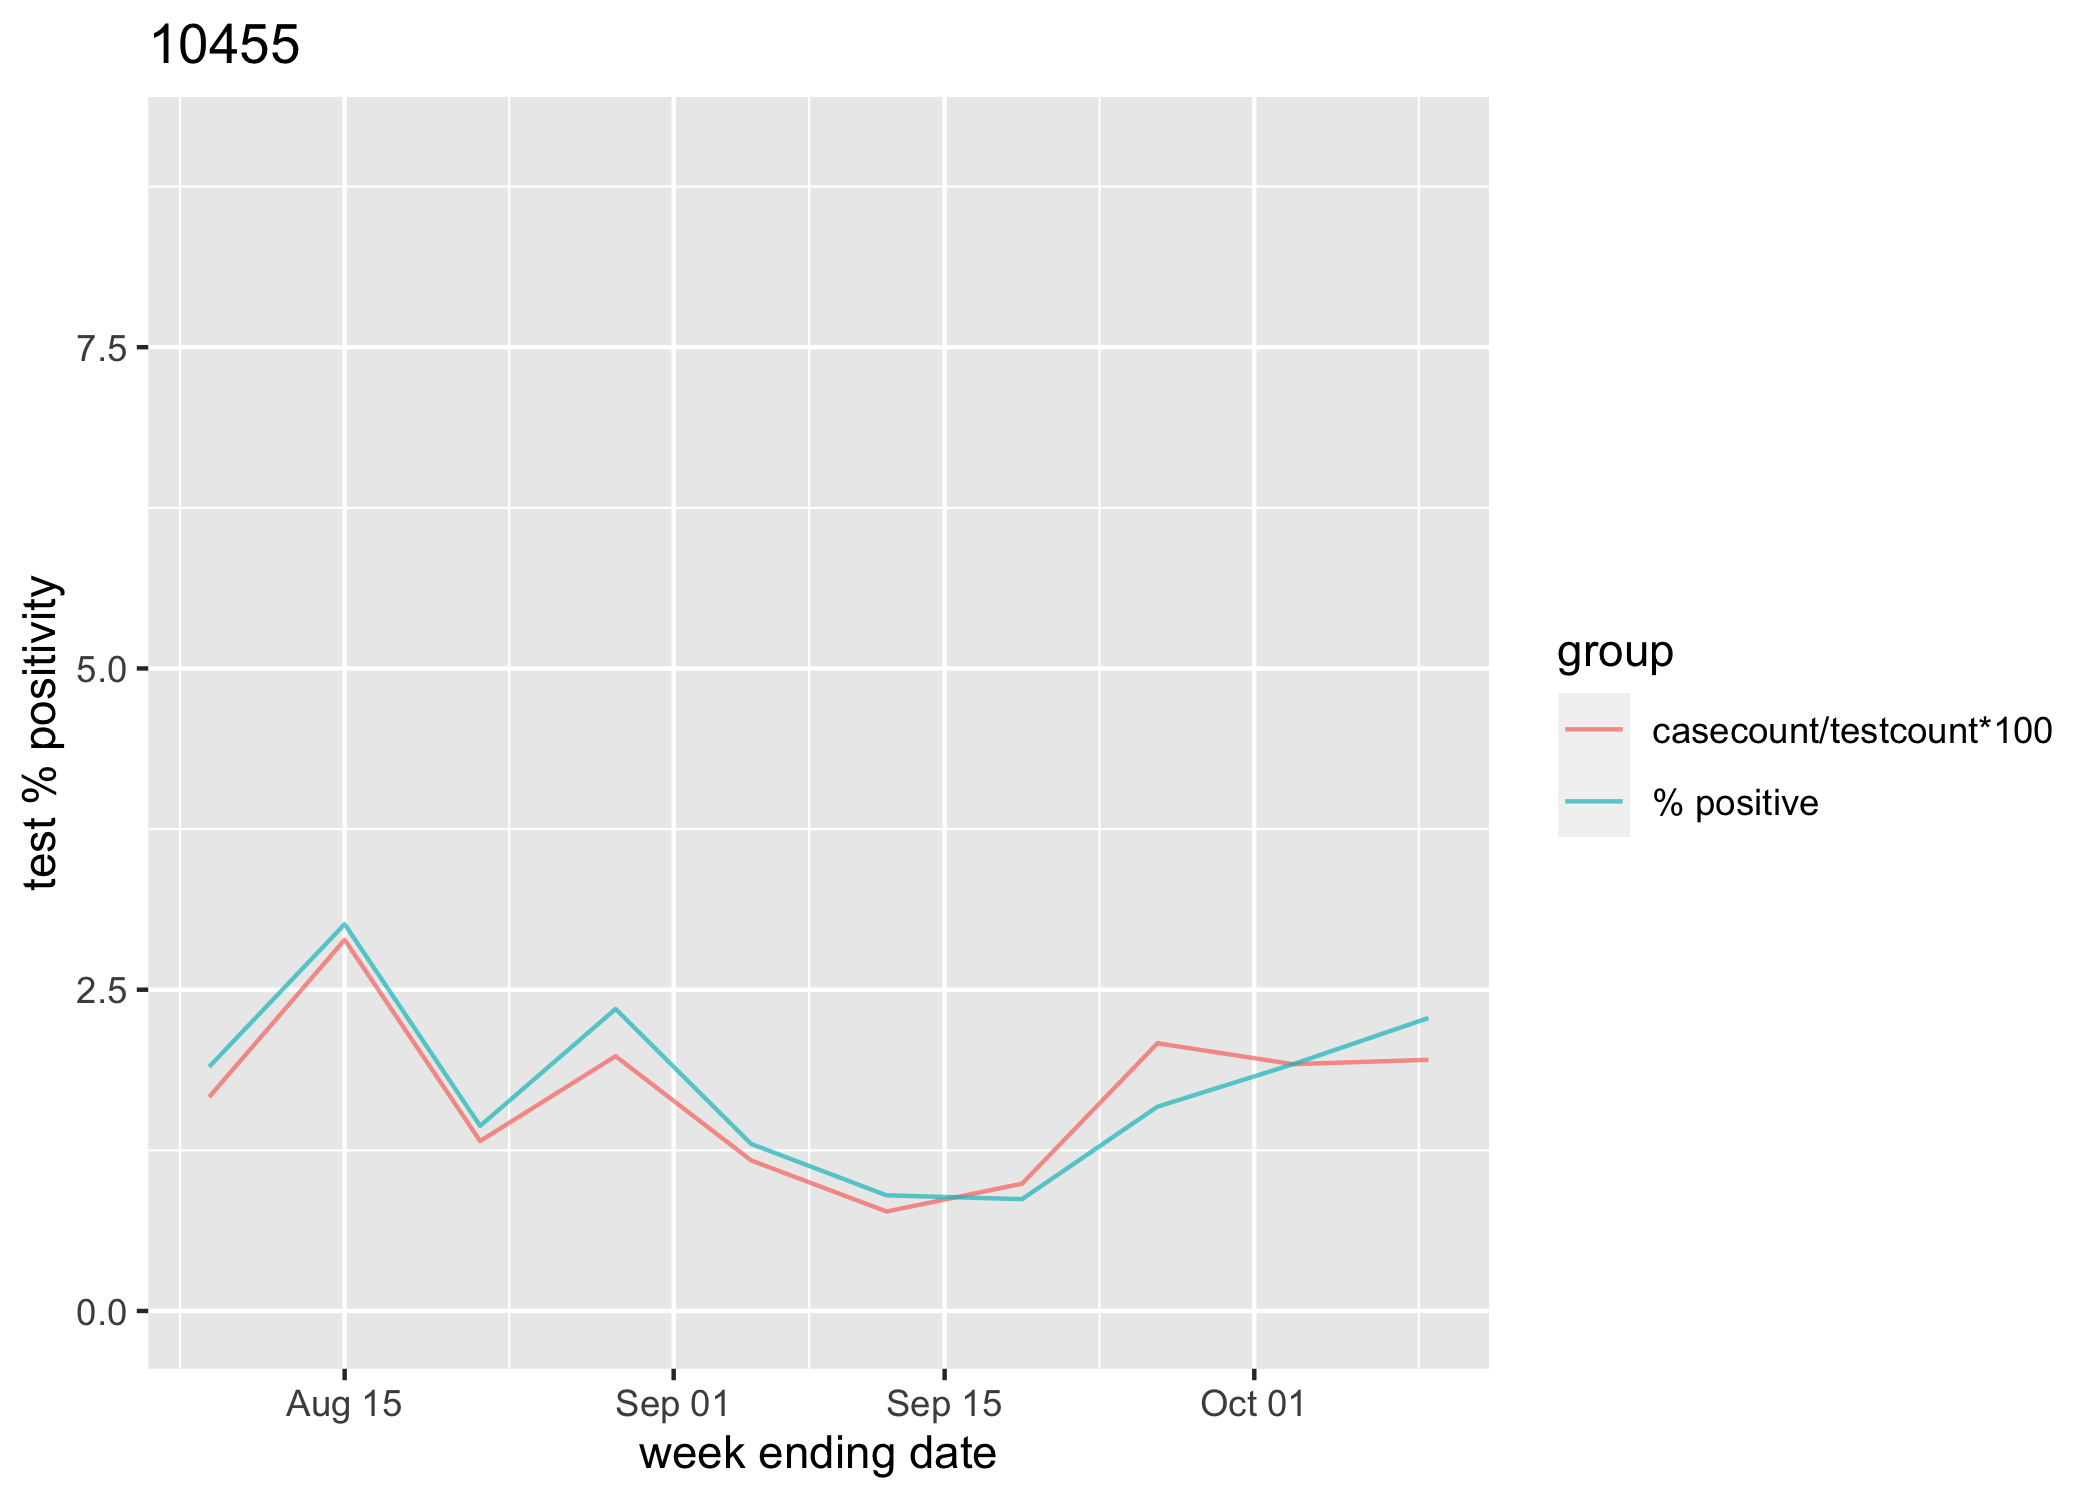 10455
test % positivity
7.5
5.0
2.5
0.0
Aug 15
Sep 01
Sep 15
Oct 01
week ending date
group
casecount/testcount*100
% positive